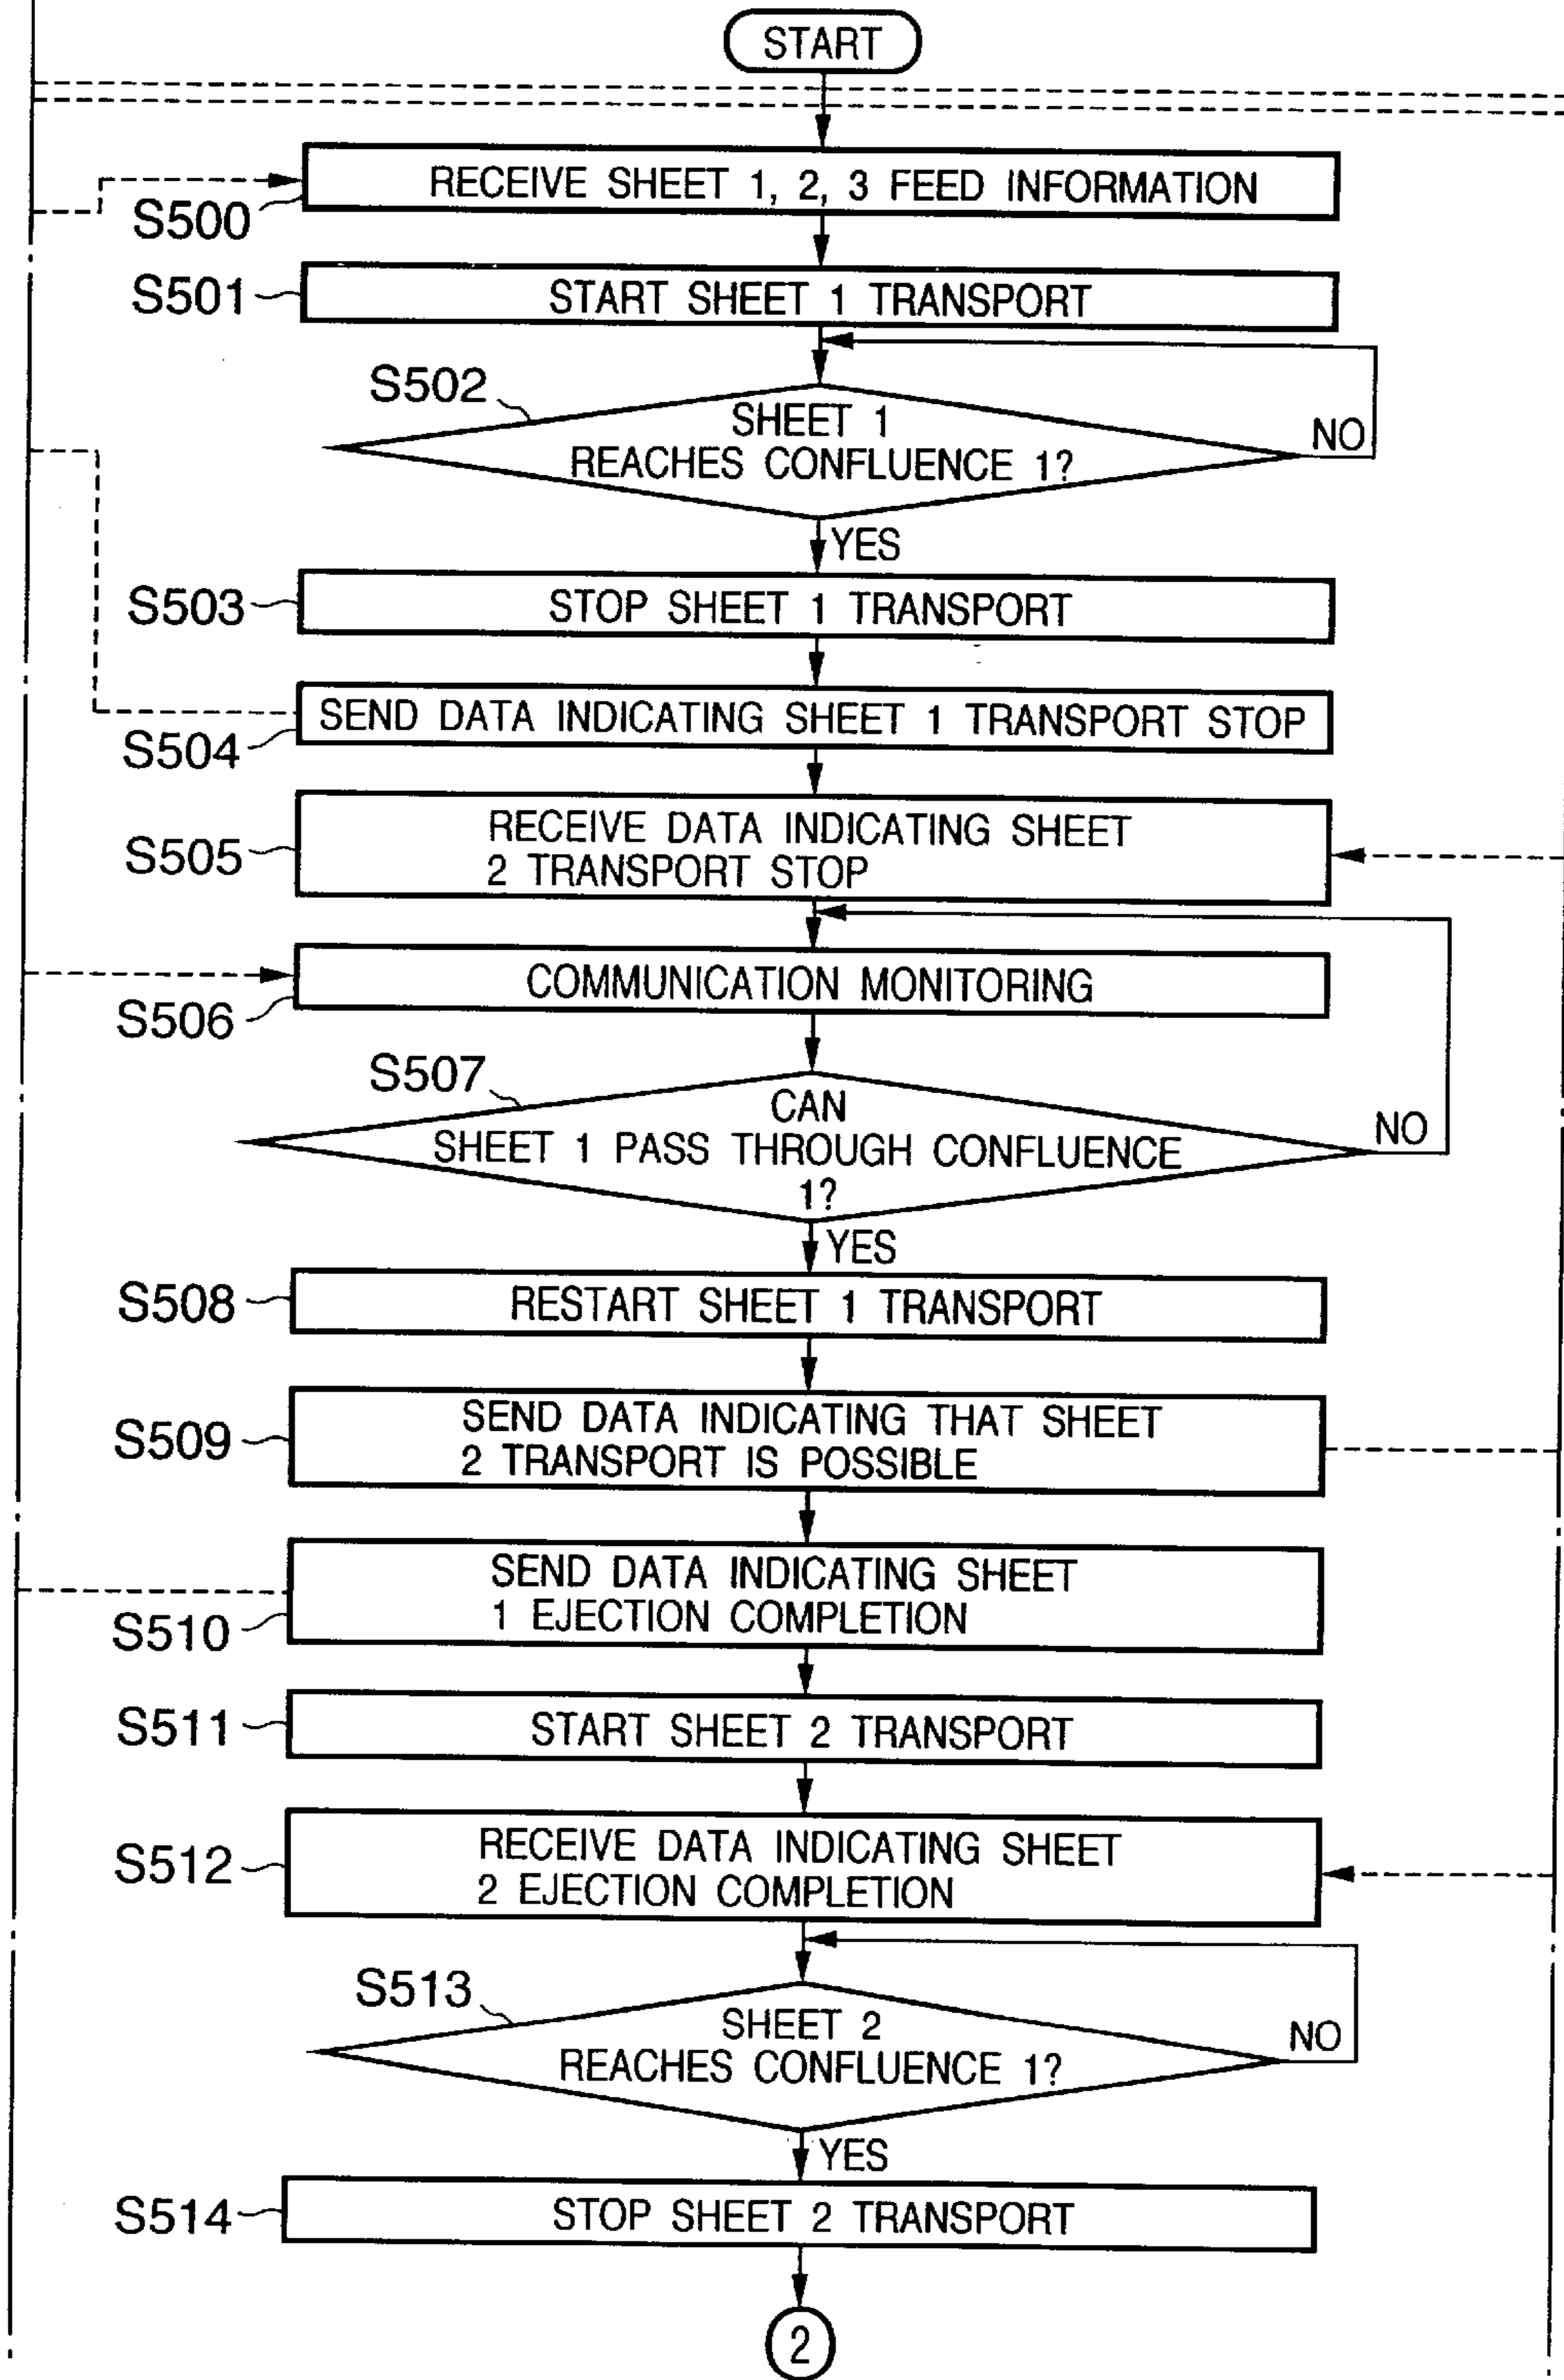 START
RECEIVE SHEET 1, 2, 3 FEED INFORMATION
S500
S501
START SHEET 1 TRANSPORT
S502
SHEET 1
REACHES CONFLUENCE 1?
NO
YES
S503
STOP SHEET 1 TRANSPORT
SEND DATA INDICATING SHEET 1 TRANSPORT STOP
S504
S505
RECEIVE DATA INDICATING SHEET
2 TRANSPORT STOP
COMMUNICATION MONITORING
S506
S507
CAN
SHEET 1 PASS THROUGH CONFLUENCE
1?
NO
YES
S508
RESTART SHEET 1 TRANSPORT
S509
SEND DATA INDICATING THAT SHEET
2 TRANSPORT IS POSSIBLE
SEND DATA INDICATING SHEET
1 EJECTION COMPLETION
S510
S511
START SHEET 2 TRANSPORT
S512
RECEIVE DATA INDICATING SHEET
2 EJECTION COMPLETION
S513
SHEET 2
REACHES CONFLUENCE 1?
NO
YES
S514
STOP SHEET 2 TRANSPORT
2